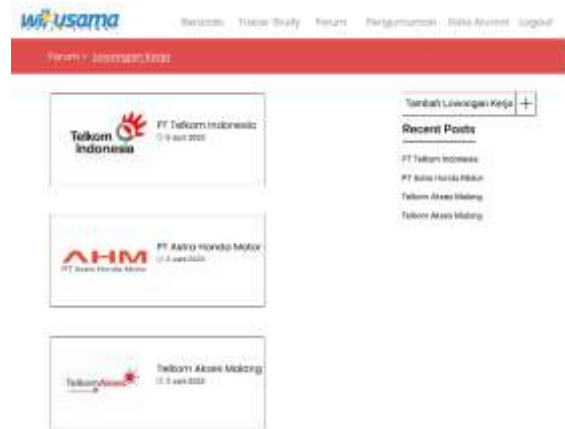 wikusama
Beranda Tracer Study Forum Pengumuman Data Alumni Logout
Forum > Lowongan Kerja
Telkom Indonesia
PT Telkom Indonesia
Tambah Lowongan Kerja +
Recent Posts
PT Telkom Indonesia
PT Astra Honda Motor
Telkom Akses Malang
Telkom Akses Malang
AHM
PT Astra Honda Motor
PT Astra Honda Motor
TelkomAkses
Telkom Akses Malang